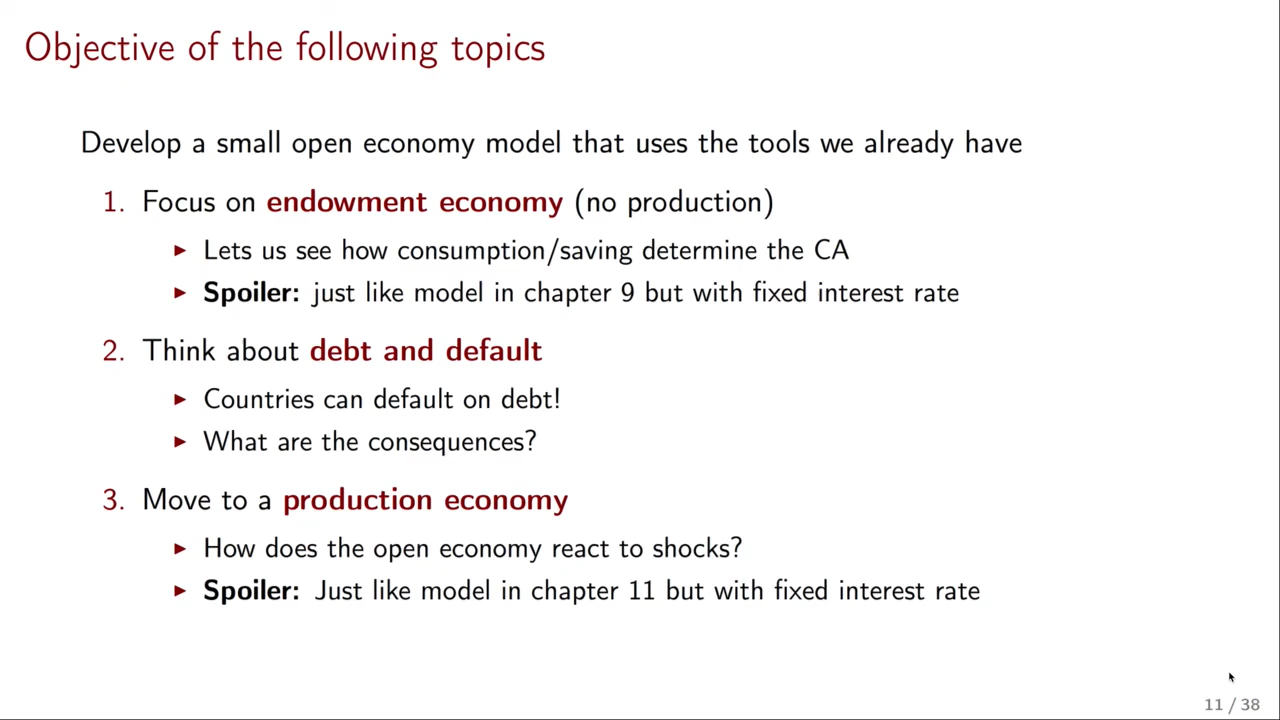 Objective of the following topics
Develop a small open economy model that uses the tools we already have
1. Focus on endowment economy (no production)
▶ Lets us see how consumption/saving determine the CA
▶ Spoiler: just like model in chapter 9 but with fixed interest rate
2. Think about debt and default
▶ Countries can default on debt!
▶ What are the consequences?
3. Move to a production economy
▶ How does the open economy react to shocks?
▶ Spoiler: Just like model in chapter 11 but with fixed interest rate
11 / 38